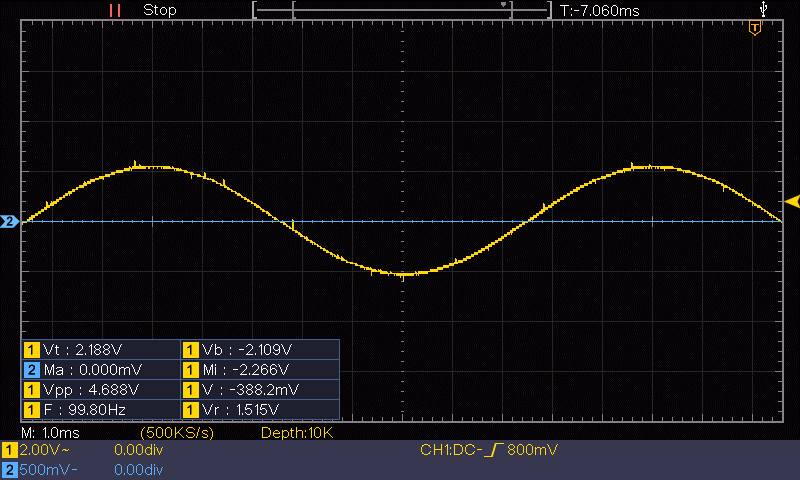 Stop T:-7.060ms
T
2
1 Vt : 2.188V 1 Vb : -2.109V
2 Ma : 0.000mV 1 Mi : -2.266V
1 Vpp : 4.688V 1 V : -388.2mV
1 F : 99.80Hz 1 Vr : 1.515V
M: 1.0ms (500KS/s) Depth:10K
1 2.00V~ 0.00div CH1:DC- 800mV
2 500mV- 0.00div